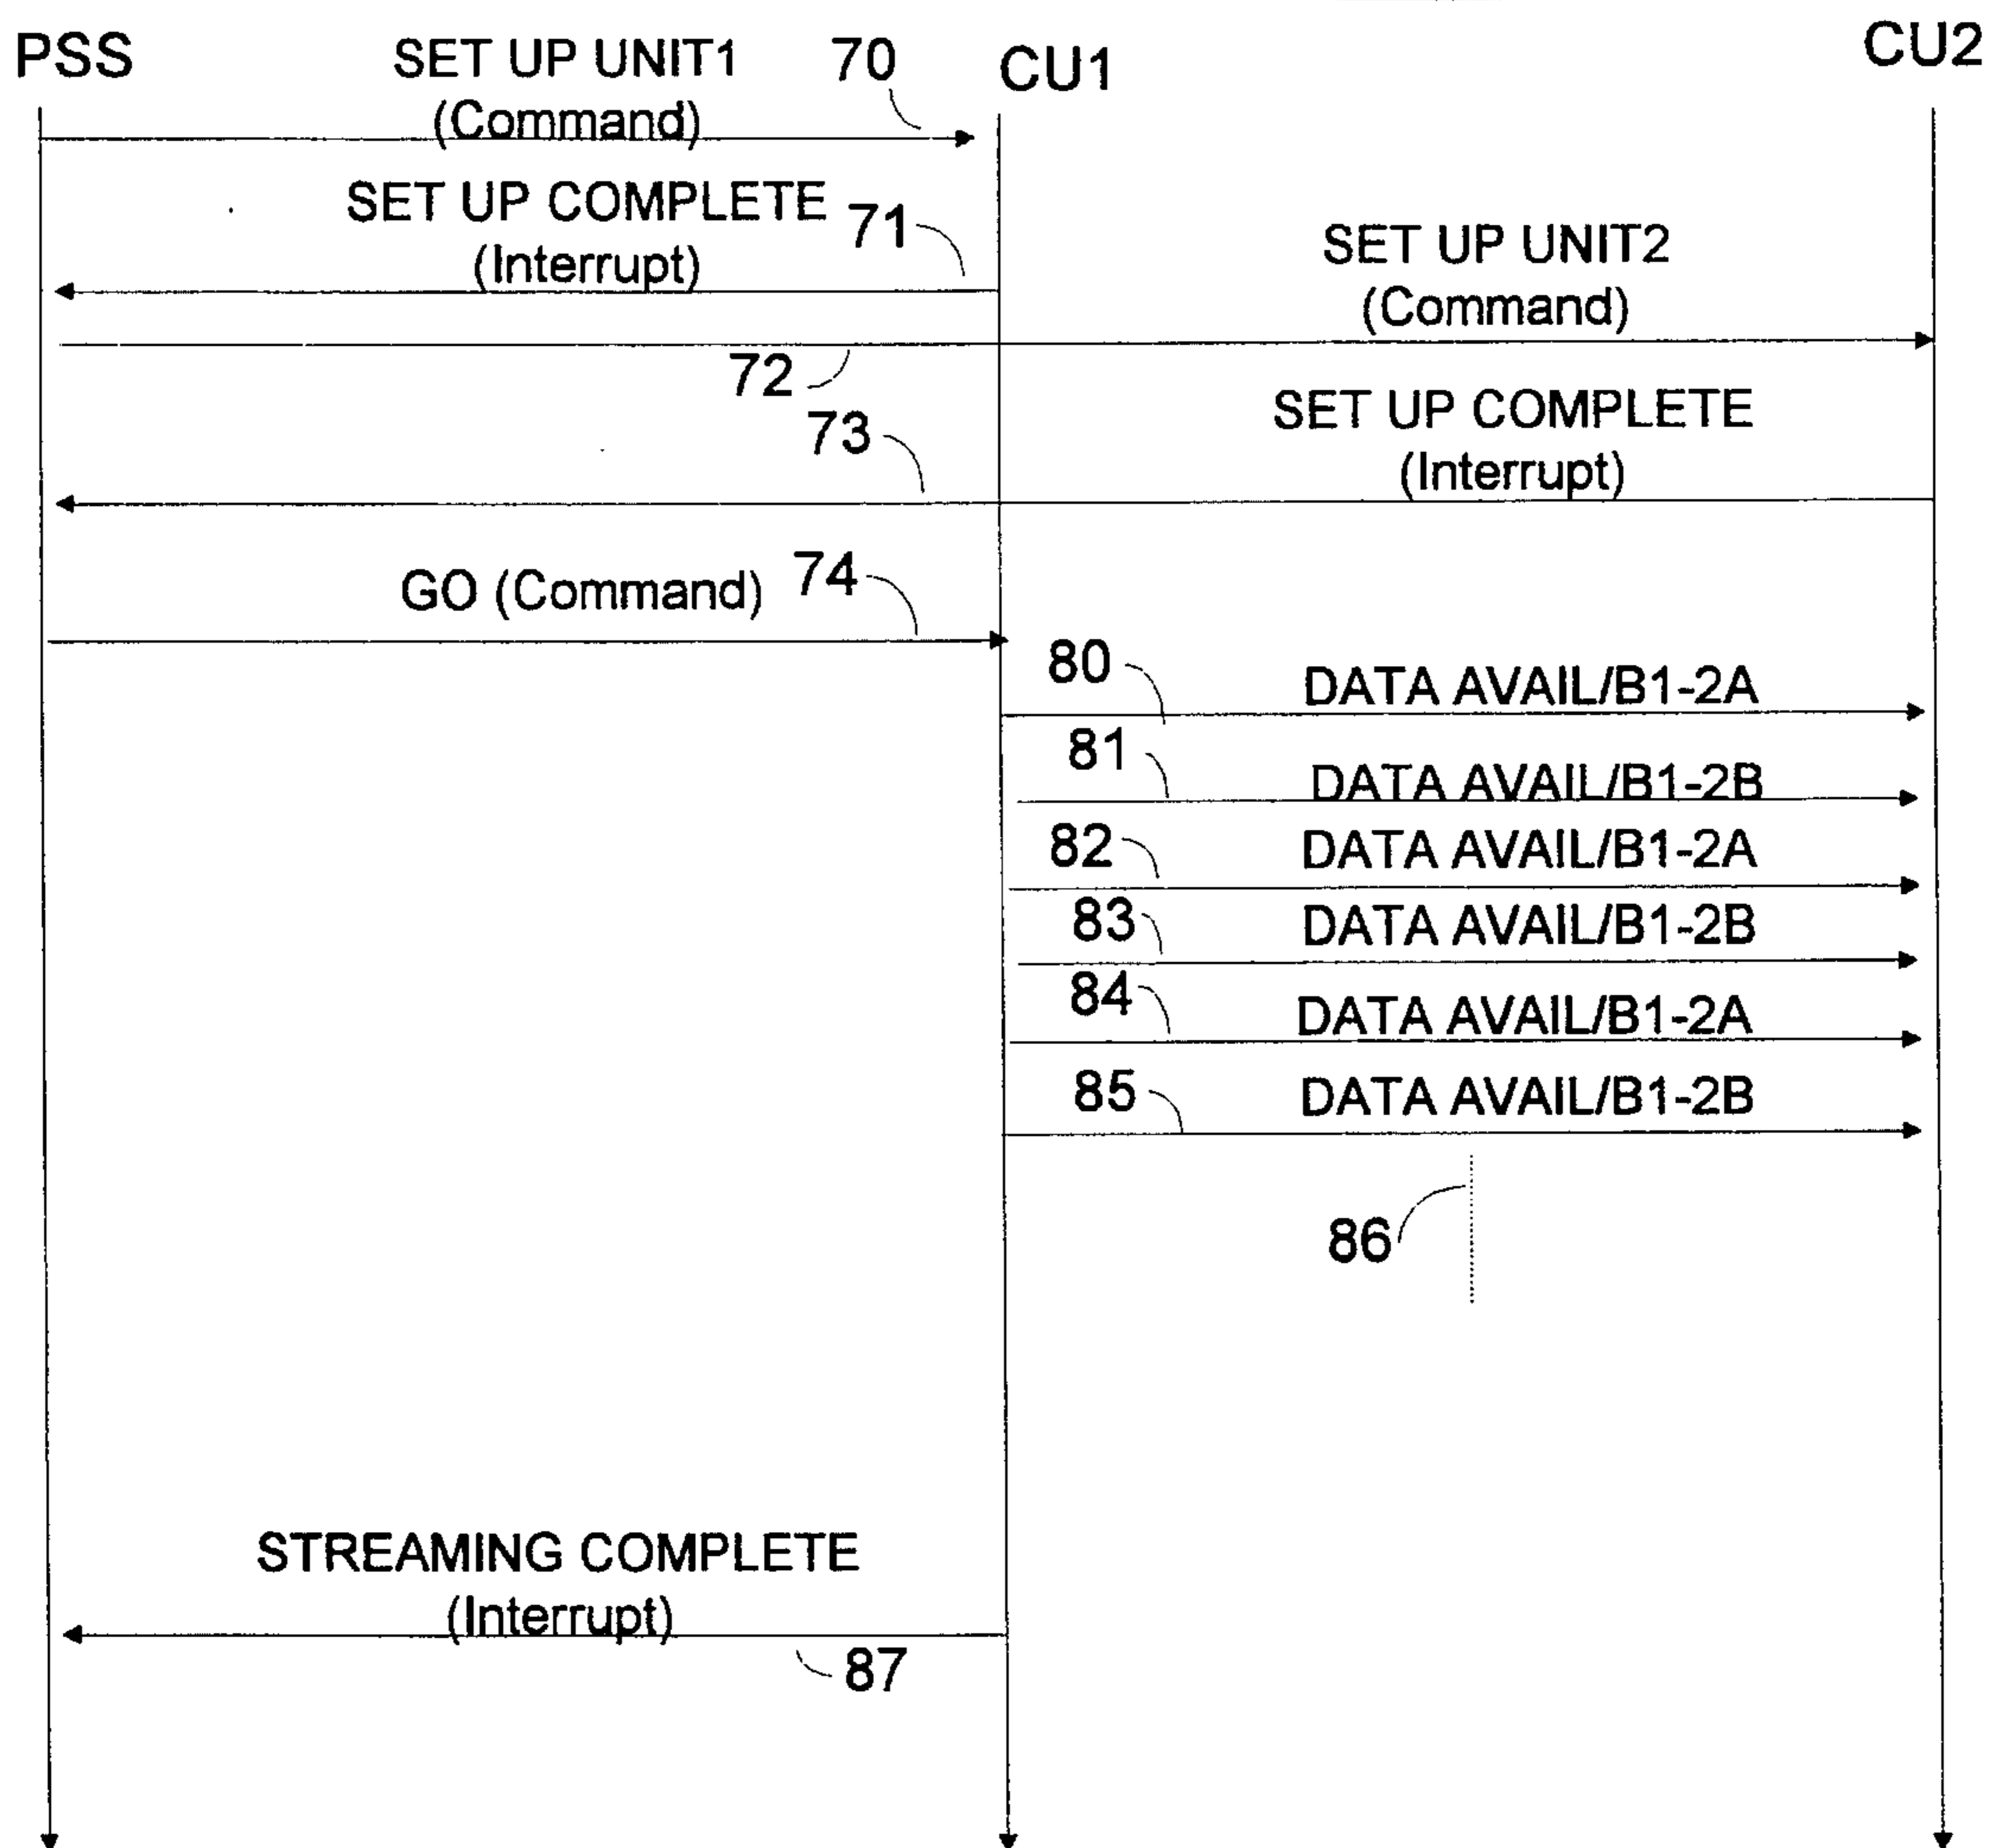 PSS
SET UP UNIT1
(Command)
70
CU1
CU2
SET UP COMPLETE
(Interrupt)
71
SET UP UNIT2
(Command)
72
73
SET UP COMPLETE
(Interrupt)
GO (Command)
74
80
DATA AVAIL/B1-2A
81
DATA AVAIL/B1-2B
82
DATA AVAIL/B1-2A
83
DATA AVAIL/B1-2B
84
DATA AVAIL/B1-2A
85
DATA AVAIL/B1-2B
86
STREAMING COMPLETE
(Interrupt)
87